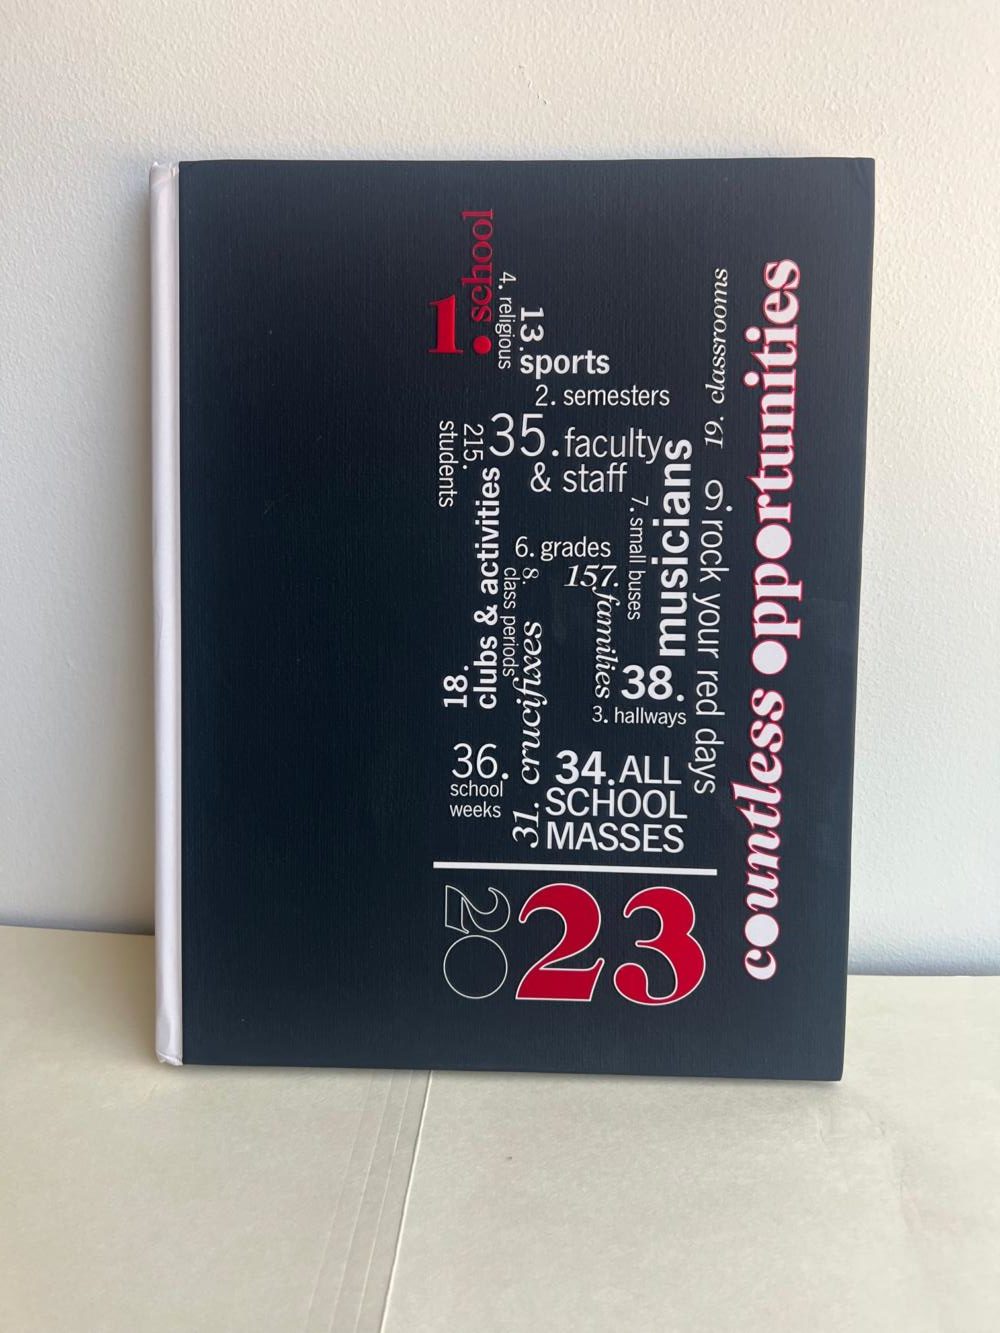 1. school
4. religious
13.
sports
2. semesters
19. classrooms
215.
students
35. faculty
& staff
18.
clubs & activities
6. grades
8.
class periods
7. small buses
157.
families
38.
musicians
3. hallways
9. rock your red days
36.
school
weeks
31. crucifixes
34. ALL
SCHOOL
MASSES
2023
countless opportunities